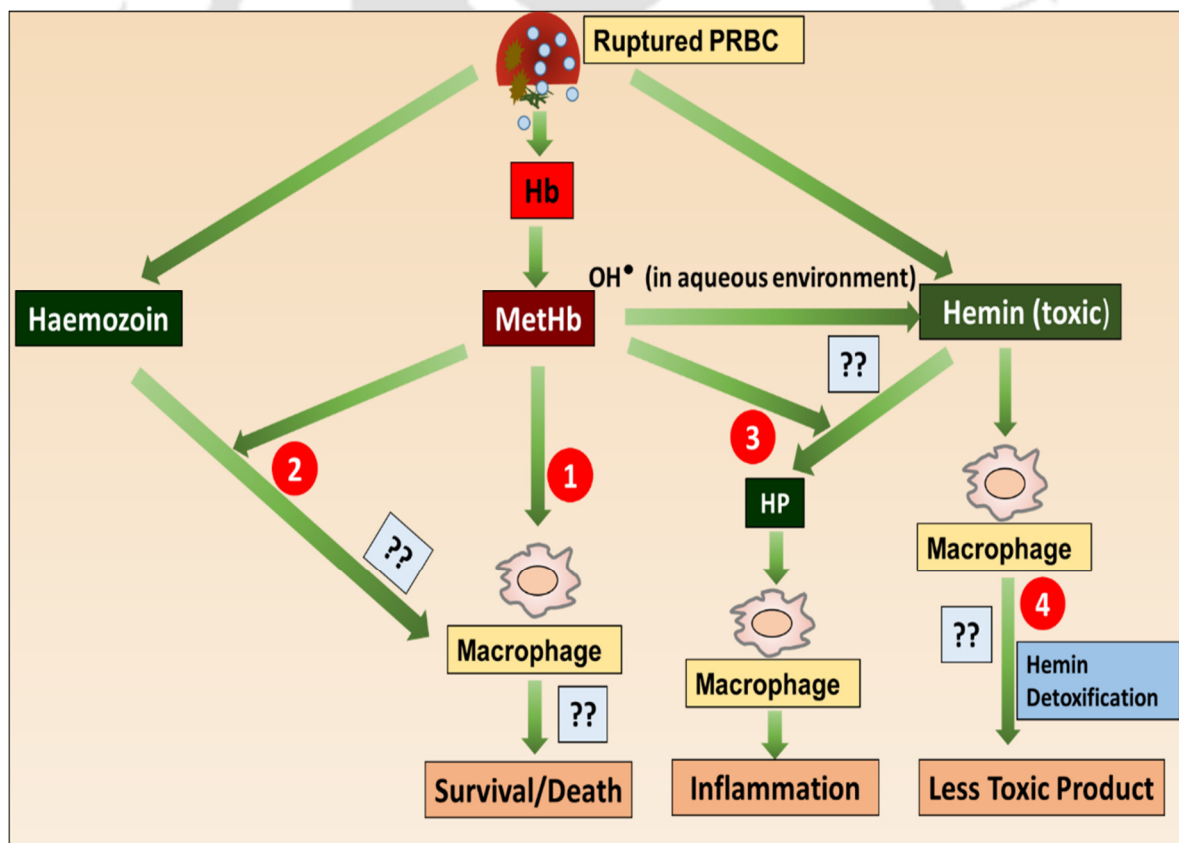 Ruptured PRBC
Hb
OH• (in aqueous environment)
Haemozoin
MetHb
Hemin (toxic)
??
3
2
1
HP
??
Macrophage
4
Macrophage
??
Macrophage
Hemin
Detoxification
??
Survival/Death
Inflammation
Less Toxic Product